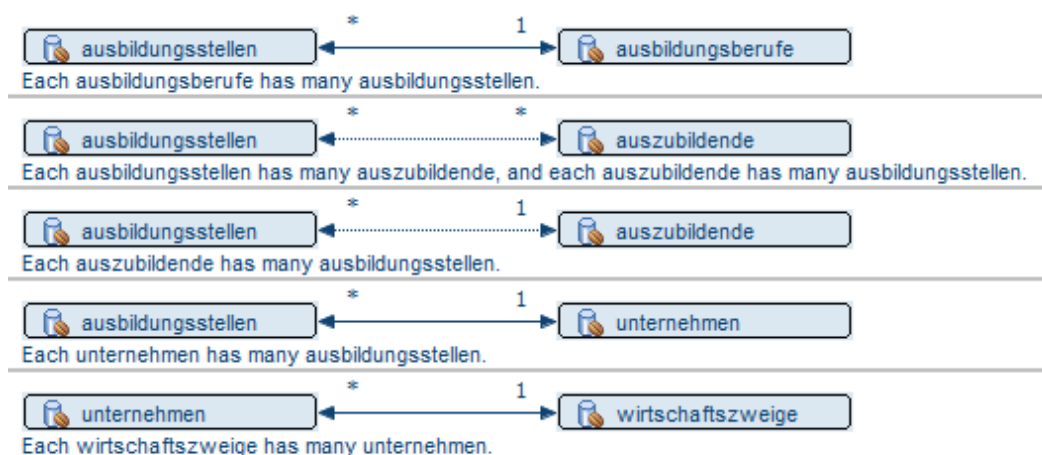 * 1
ausbildungsstellen ausbildungsberufe
Each ausbildungsberufe has many ausbildungsstellen.
* *
ausbildungsstellen auszubildende
Each ausbildungsstellen has many auszubildende, and each auszubildende has many ausbildungsstellen.
* 1
ausbildungsstellen auszubildende
Each auszubildende has many ausbildungsstellen.
* 1
ausbildungsstellen unternehmen
Each unternehmen has many ausbildungsstellen.
* 1
unternehmen wirtschaftszweige
Each wirtschaftszweige has many unternehmen.